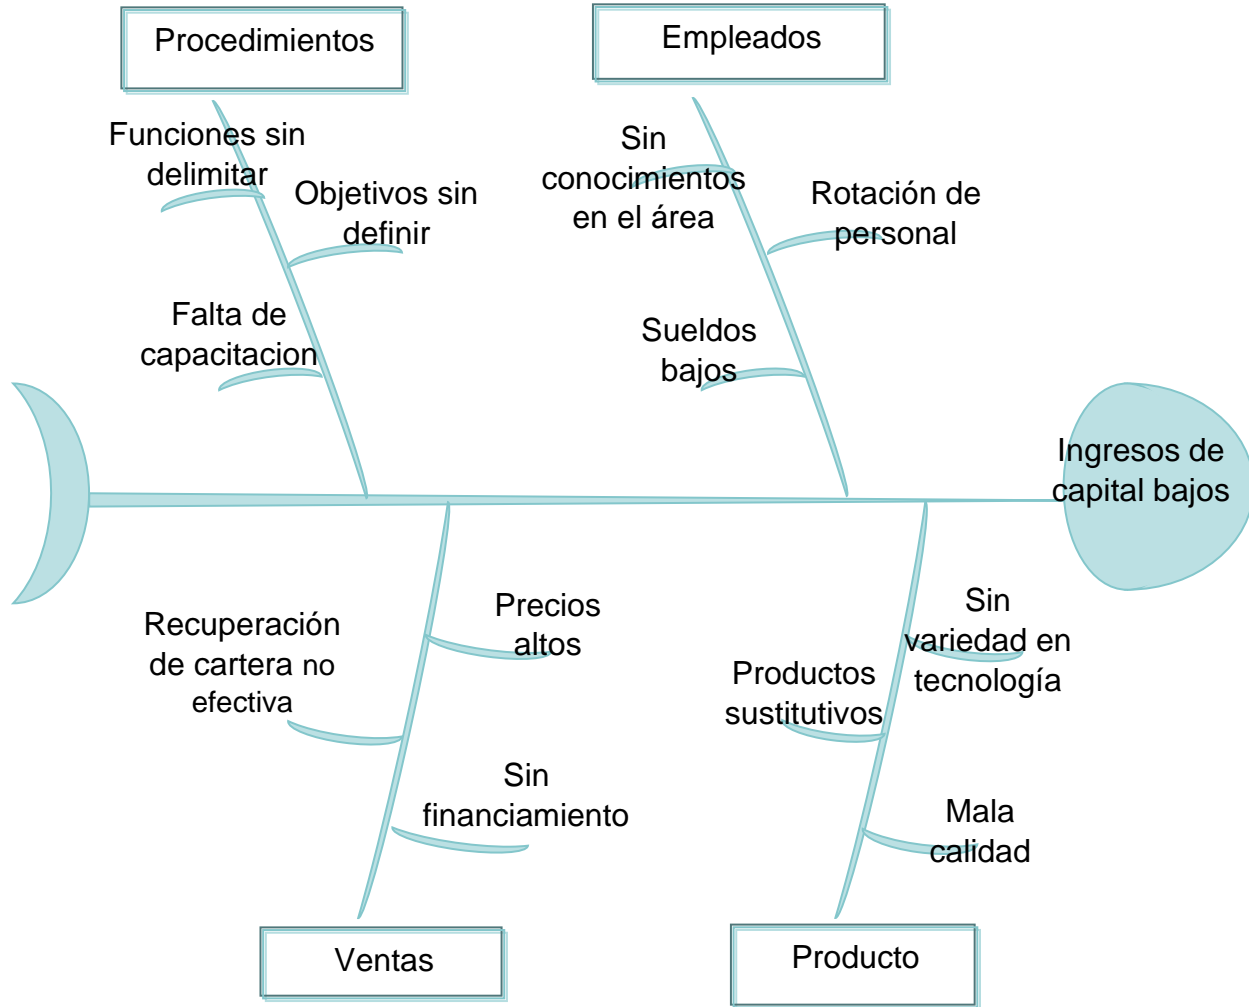 Procedimientos
Empleados
Funciones sin
delimitar
Objetivos sin
definir
Falta de
capacitacion
Sin
conocimientos
en el área
Rotación de
personal
Sueldos
bajos
Ingresos de
capital bajos
Recuperación
de cartera no
efectiva
Precios
altos
Sin
financiamiento
Productos
sustitutivos
Sin
variedad en
tecnología
Mala
calidad
Ventas
Producto